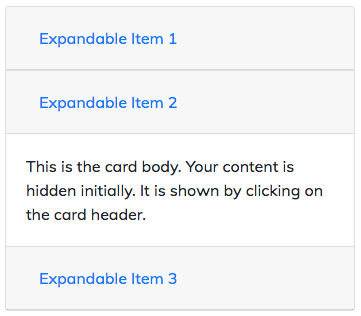 Expandable Item 1
Expandable Item 2
This is the card body. Your content is
hidden initially. It is shown by clicking on
the card header.
Expandable Item 3